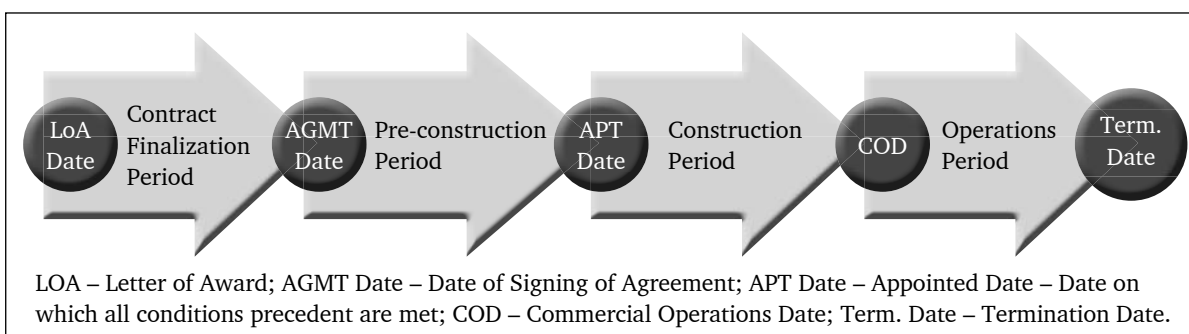 LoA
Date
Contract
Finalization
Period
AGMT
Date
Pre-construction
Period
APT
Date
Construction
Period
COD
Operations
Period
Term.
Date
LOA – Letter of Award; AGMT Date – Date of Signing of Agreement; APT Date – Appointed Date – Date on
which all conditions precedent are met; COD – Commercial Operations Date; Term. Date – Termination Date.